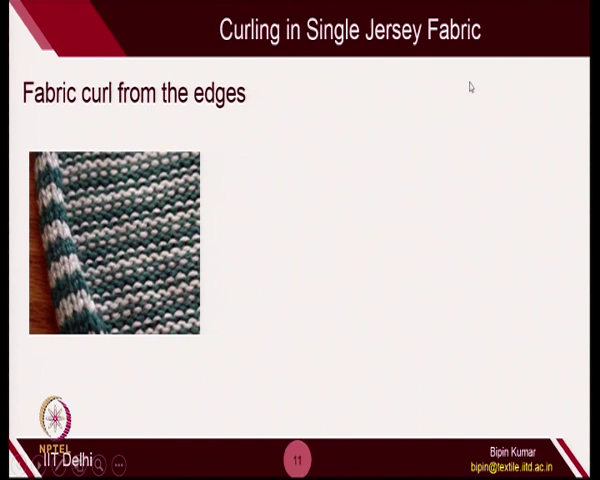 Curling in Single Jersey Fabric
Fabric curl from the edges
NPTEL
IIT Delhi
11
Bipin Kumar
bipin@textile.iitd.ac.in